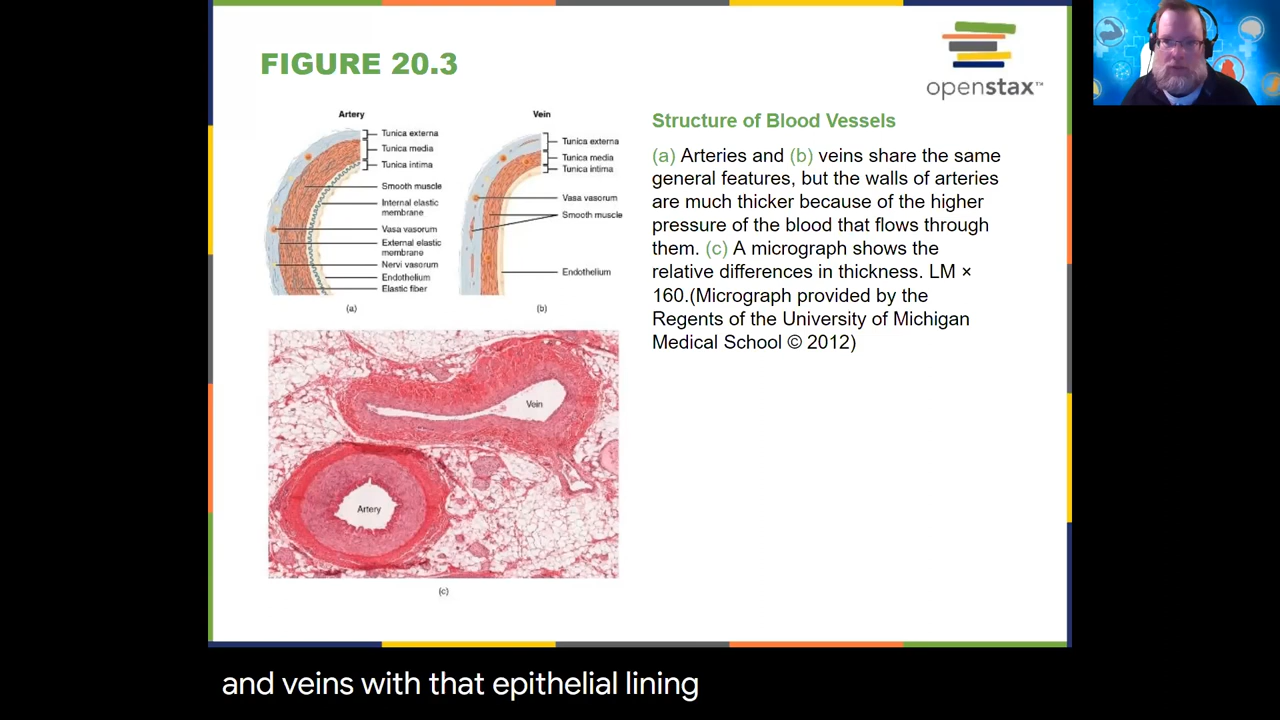 FIGURE 20.3
openstax™
Artery
Tunica externa
Tunica media
Tunica intima
Smooth muscle
Internal elastic
membrane
Vasa vasorum
External elastic
membrane
Nervi vasorum
Endothelium
Elastic fiber
(a)
Vein
Tunica externa
Tunica media
Tunica intima
Vasa vasorum
Smooth muscle
Endothelium
(b)
Vein
Artery
(c)
Structure of Blood Vessels
(a) Arteries and (b) veins share the same
general features, but the walls of arteries
are much thicker because of the higher
pressure of the blood that flows through
them. (c) A micrograph shows the
relative differences in thickness. LM ×
160.(Micrograph provided by the
Regents of the University of Michigan
Medical School © 2012)
and veins with that epithelial lining